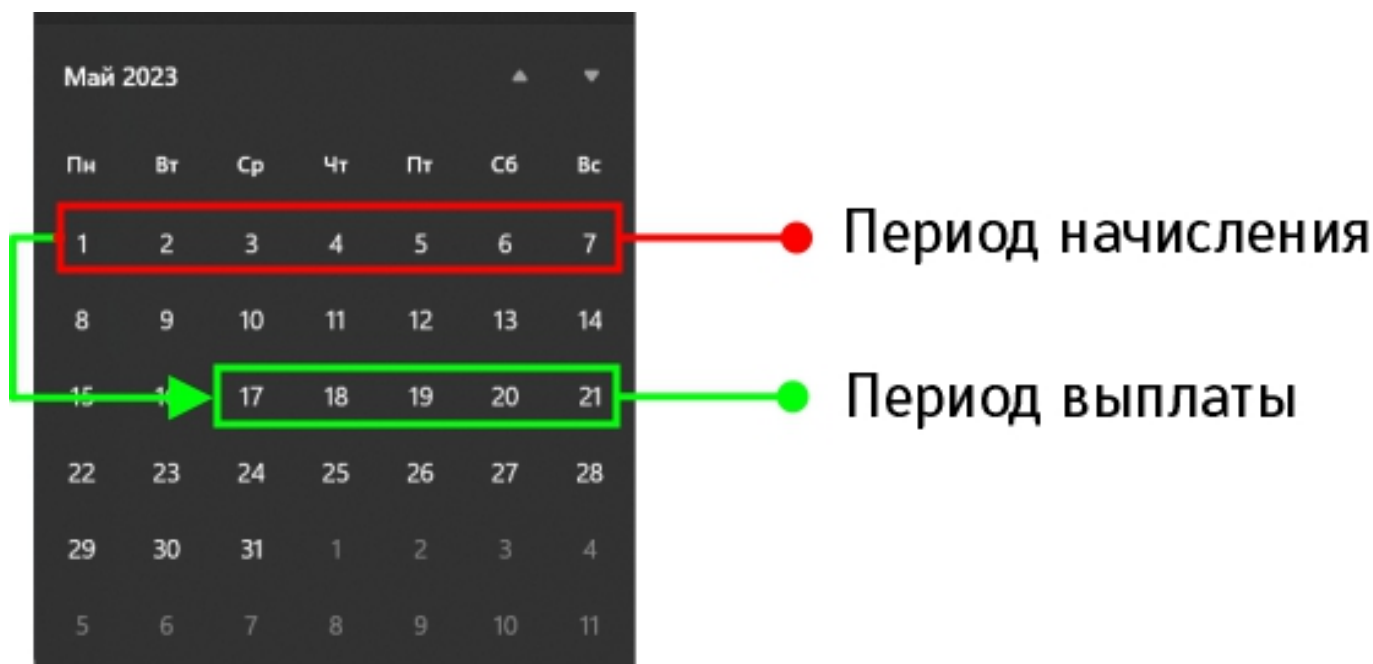 Май 2023
Пн Вт Ср Чт Пт Сб Вс
1 2 3 4 5 6 7 Период начисления
8 9 10 11 12 13 14
15 17 18 19 20 21 Период выплаты
22 23 24 25 26 27 28
29 30 31 1 2 3 4
5 6 7 8 9 10 11